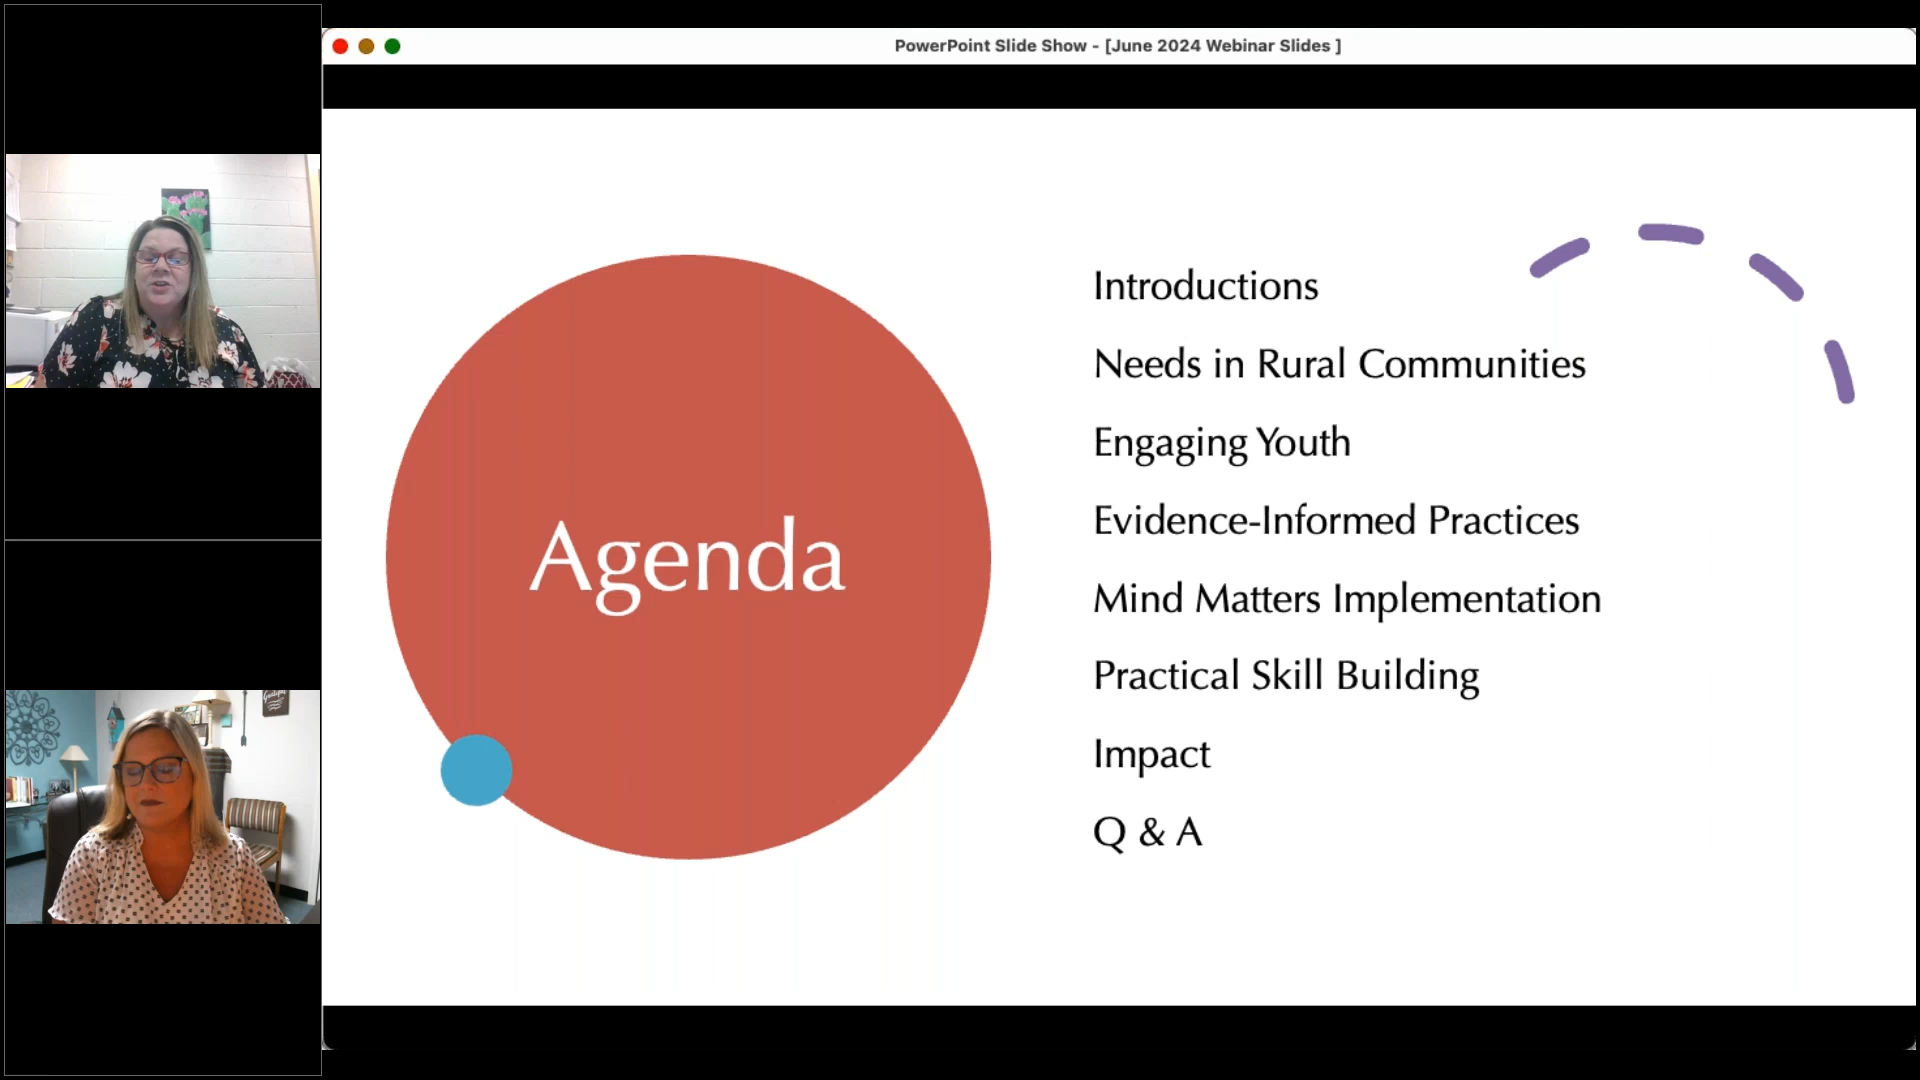 PowerPoint Slide Show - [June 2024 Webinar Slides ]
Agenda
Introductions
Needs in Rural Communities
Engaging Youth
Evidence-Informed Practices
Mind Matters Implementation
Practical Skill Building
Impact
Q & A